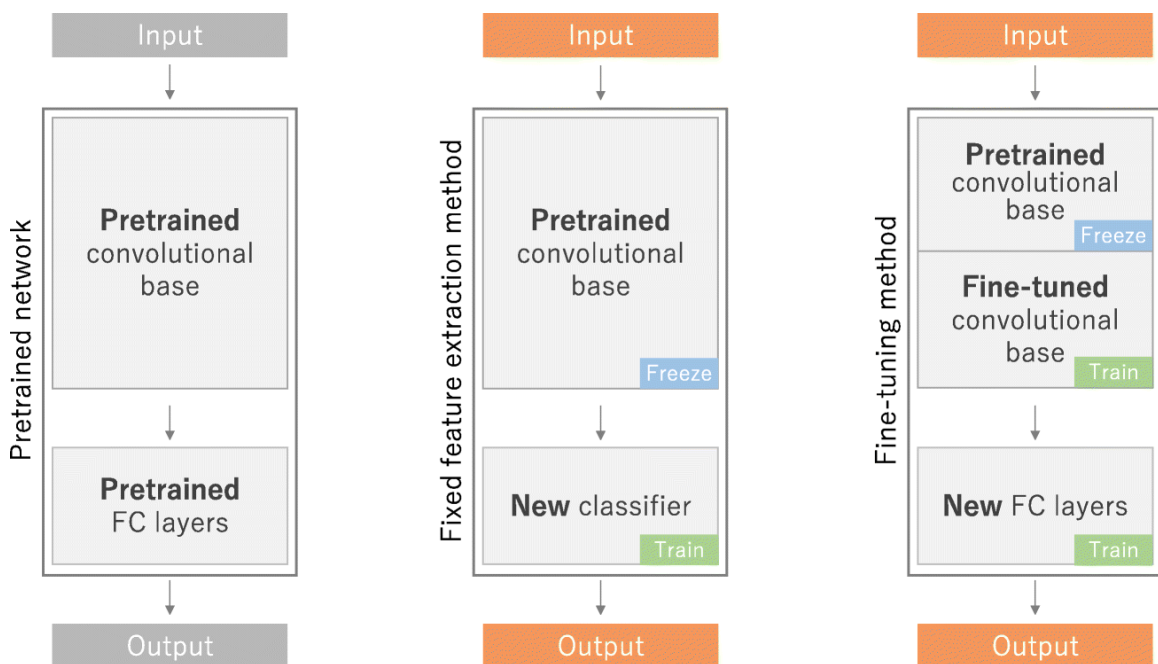 Input
Pretrained network
Pretrained
convolutional
base
Pretrained
FC layers
Output
Input
Fixed feature extraction method
Pretrained
convolutional
base
Freeze
New classifier
Train
Output
Input
Fine-tuning method
Pretrained
convolutional
base
Freeze
Fine-tuned
convolutional
base
Train
New FC layers
Train
Output